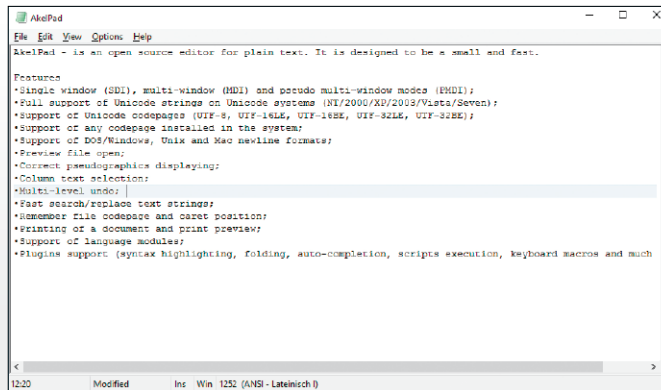 AkelPad
File Edit View Options Help
AkelPad - is an open source editor for plain text. It is designed to be a small and fast.
Features
•Single window (SDI), multi-window (MDI) and pseudo multi-window modes (PMDI);
•Full support of Unicode strings on Unicode systems (NT/2000/XP/2003/Vista/Seven);
•Support of Unicode codepages (UTF-8, UTF-16LE, UTF-16BE, UTF-32LE, UTF-32BE);
•Support of any codepage installed in the system;
•Support of DOS/Windows, Unix and Mac newline formats;
•Preview file open;
•Correct pseudographics displaying;
•Column text selection;
•Multi-level undo;
•Fast search/replace text strings;
•Remember file codepage and caret position;
•Printing of a document and print preview;
•Support of language modules;
•Plugins support (syntax highlighting, folding, auto-completion, scripts execution, keyboard macros and much
12:20 Modified Ins Win 1252 (ANSI - Lateinisch I)